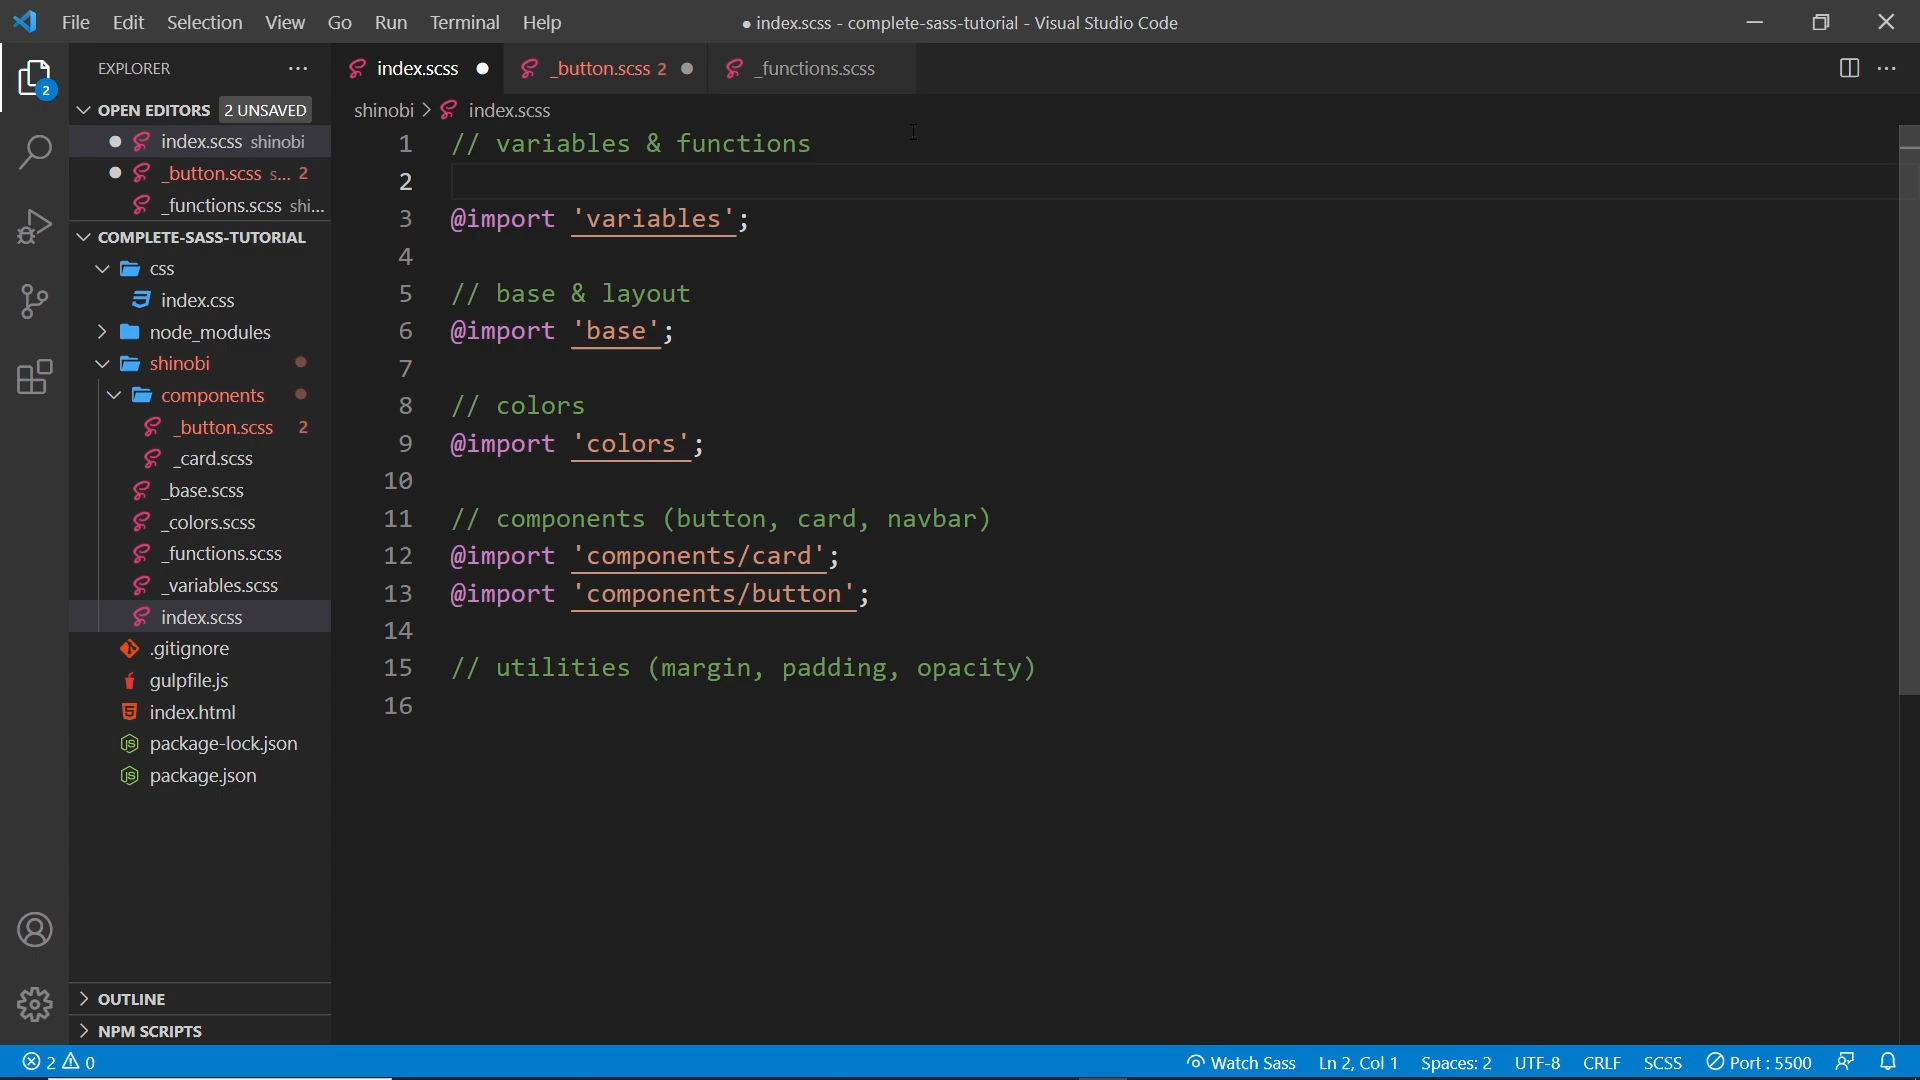 File Edit Selection View Go Run Terminal Help
● index.scss - complete-sass-tutorial - Visual Studio Code
EXPLORER ···
OPEN EDITORS 2 UNSAVED
index.scss shinobi
_button.scss s... 2
_functions.scss shi...
COMPLETE-SASS-TUTORIAL
css
index.css
node_modules
shinobi
components
_button.scss 2
_card.scss
_base.scss
_colors.scss
_functions.scss
_variables.scss
index.scss
.gitignore
gulpfile.js
index.html
package-lock.json
package.json
OUTLINE
NPM SCRIPTS
2
index.scss ●
_button.scss 2 ●
_functions.scss
shinobi > index.scss
1 // variables & functions
2
3 @import 'variables';
4
5 // base & layout
6 @import 'base';
7
8 // colors
9 @import 'colors';
10
11 // components (button, card, navbar)
12 @import 'components/card';
13 @import 'components/button';
14
15 // utilities (margin, padding, opacity)
16
2 0
Watch Sass Ln 2, Col 1 Spaces: 2 UTF-8 CRLF SCSS Port : 5500